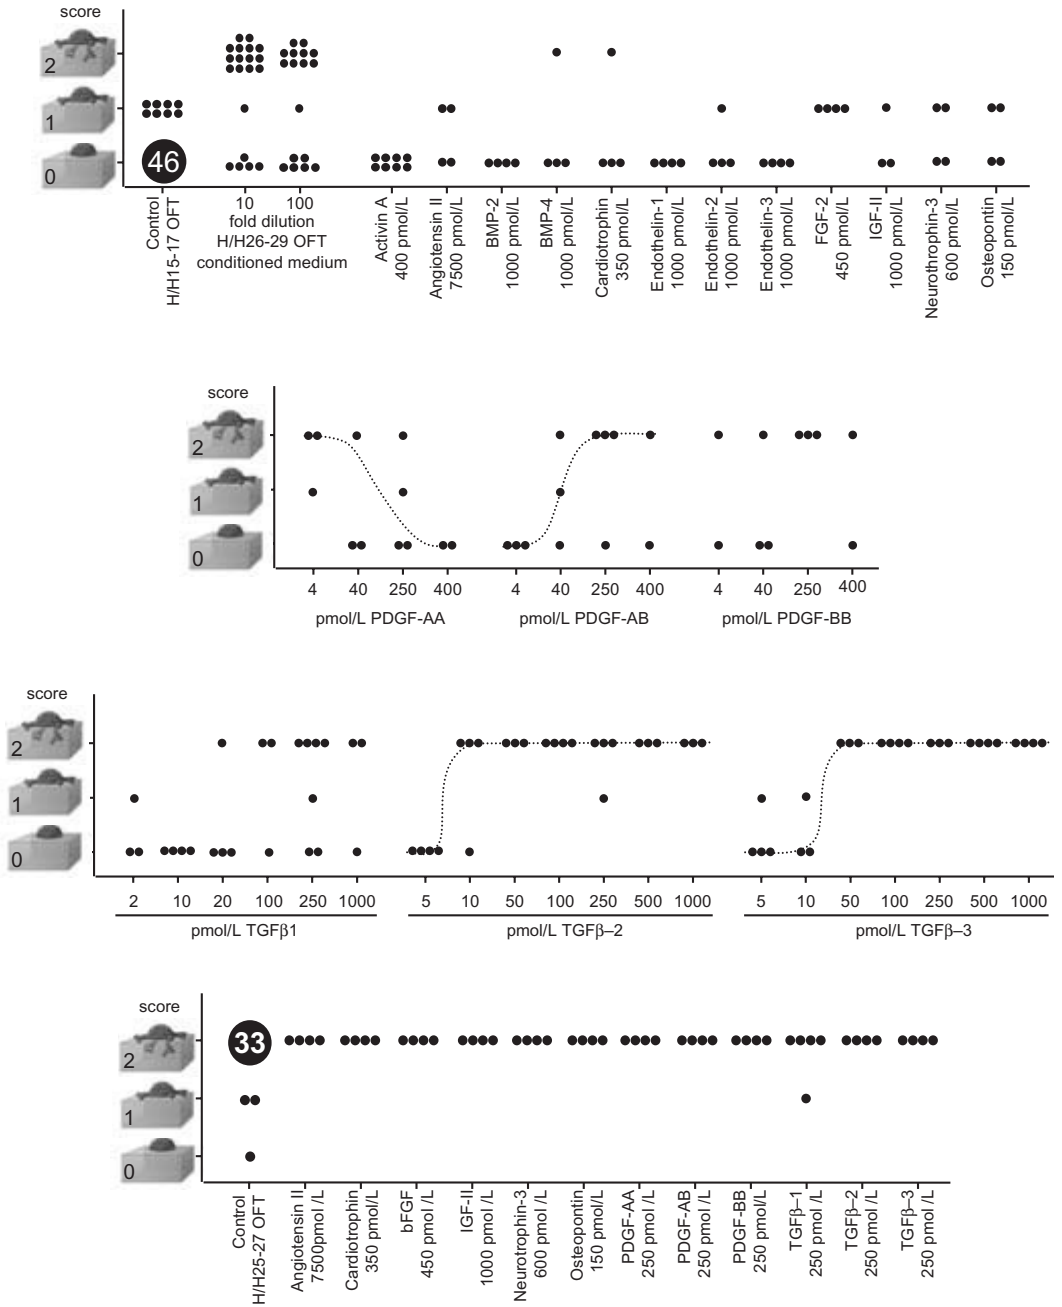 score
2
1
0
46
Control
H/H15-17 OFT
10 100
fold dilution
H/H26-29 OFT
conditioned medium
Activin A
400 pmol/L
Angiotensin II
7500 pmol/L
BMP-2
1000 pmol/L
BMP-4
1000 pmol/L
Cardiotrophin
350 pmol/L
Endothelin-1
1000 pmol/L
Endothelin-2
1000 pmol/L
Endothelin-3
1000 pmol/L
FGF-2
450 pmol/L
IGF-II
1000 pmol/L
Neurothrophin-3
600 pmol/L
Osteopontin
150 pmol/L
score
2
1
0
4 40 250 400 4 40 250 400 4 40 250 400
pmol/L PDGF-AA pmol/L PDGF-AB pmol/L PDGF-BB
score
2
1
0
2 10 20 100 250 1000 5 10 50 100 250 500 1000 5 10 50 100 250 500 1000
pmol/L TGFβ1 pmol/L TGFβ–2 pmol/L TGFβ–3
score
2
1
0
33
Control
H/H25-27 OFT
Angiotensin II
7500pmol /L
Cardiotrophin
350 pmol/L
bFGF
450 pmol /L
IGF-II
1000 pmol /L
Neurotrophin-3
600 pmol /L
Osteopontin
150 pmol /L
PDGF-AA
250 pmol /L
PDGF-AB
250 pmol /L
PDGF-BB
250 pmol/L
TGFβ–1
250 pmol /L
TGFβ–2
250 pmol /L
TGFβ–3
250 pmol /L